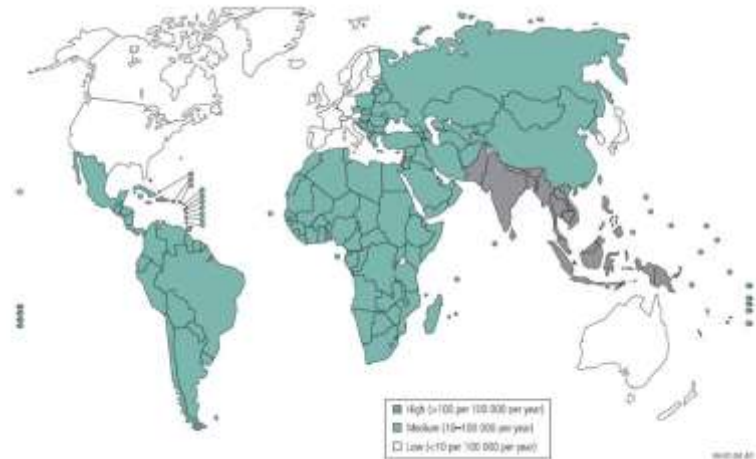 High (>100 per 100 000 per year)
Medium (10–100 000 per year)
Low (<10 per 100 000 per year)